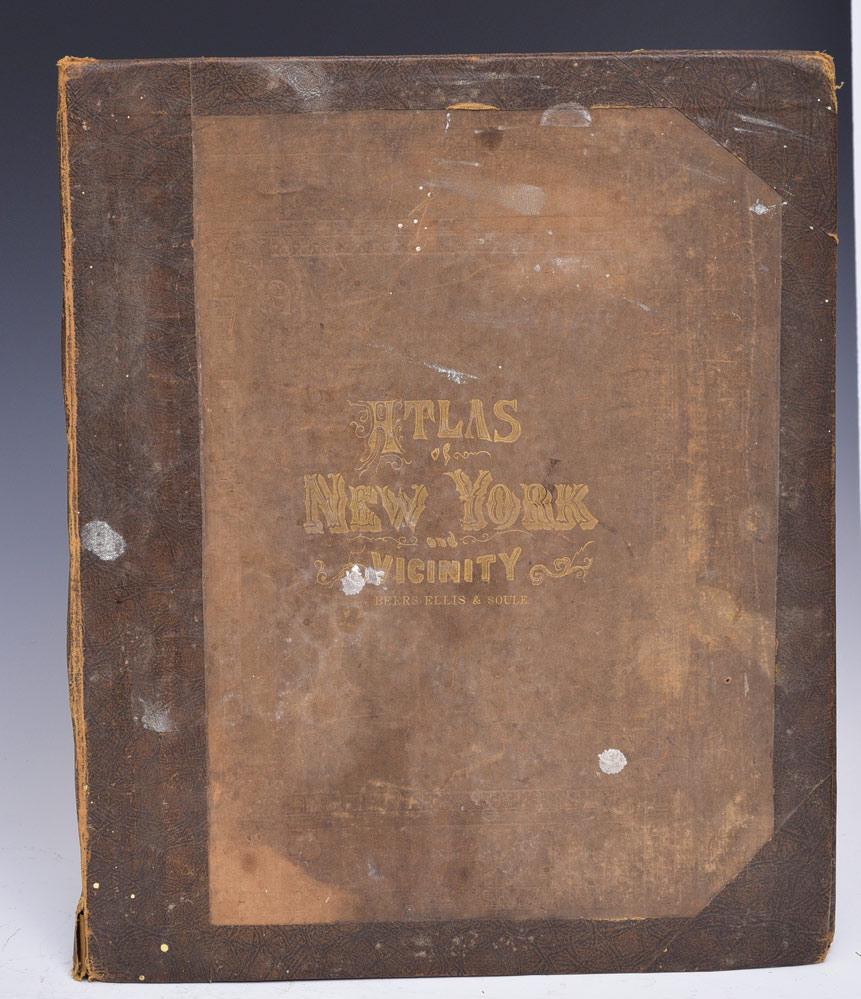 ATLAS
of
NEW YORK
and
VICINITY
BEERS ELLIS & SOULE